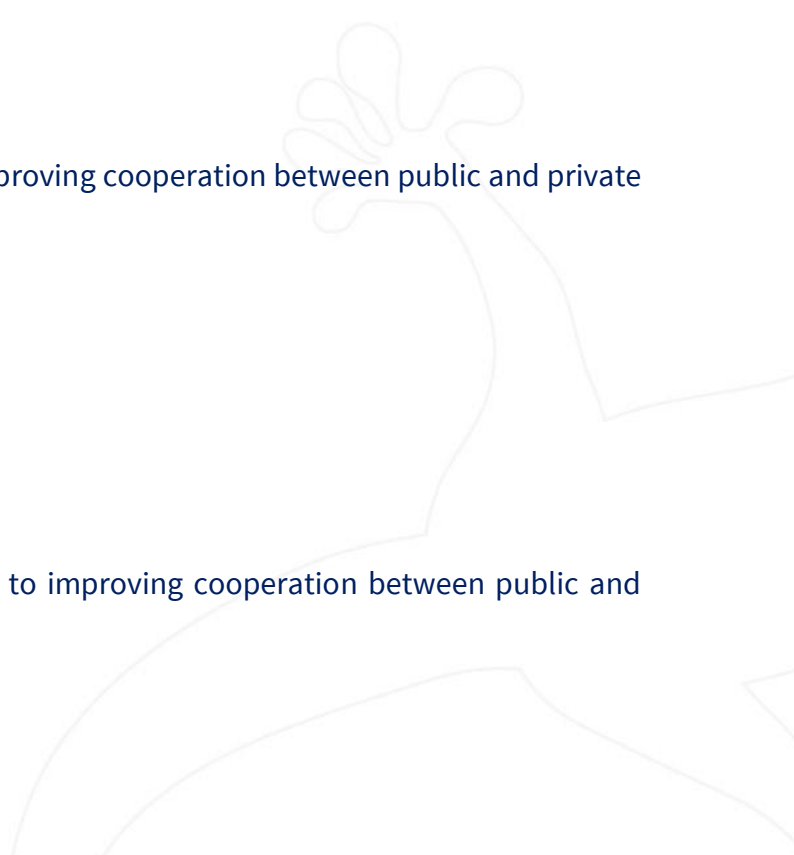 proving cooperation between public and private
to improving cooperation between public and